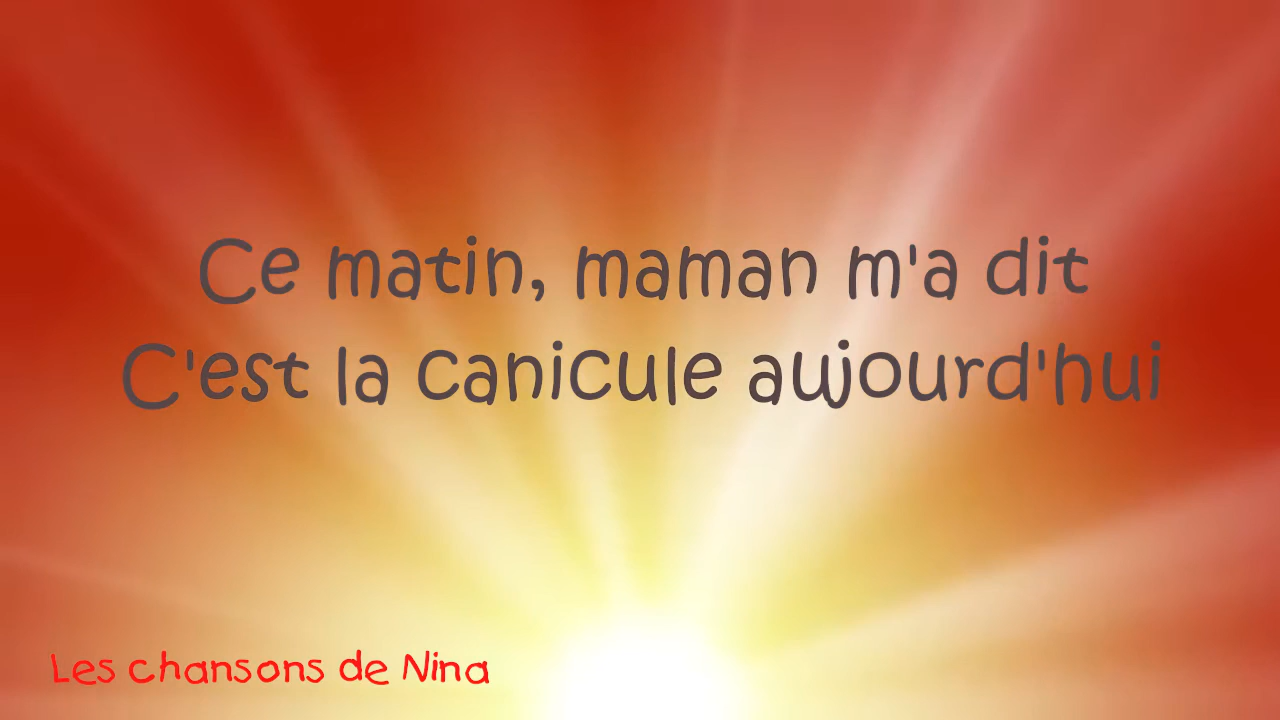 Ce matin, maman m'a dit
C'est la canicule aujourd'hui
Les chansons de Nina